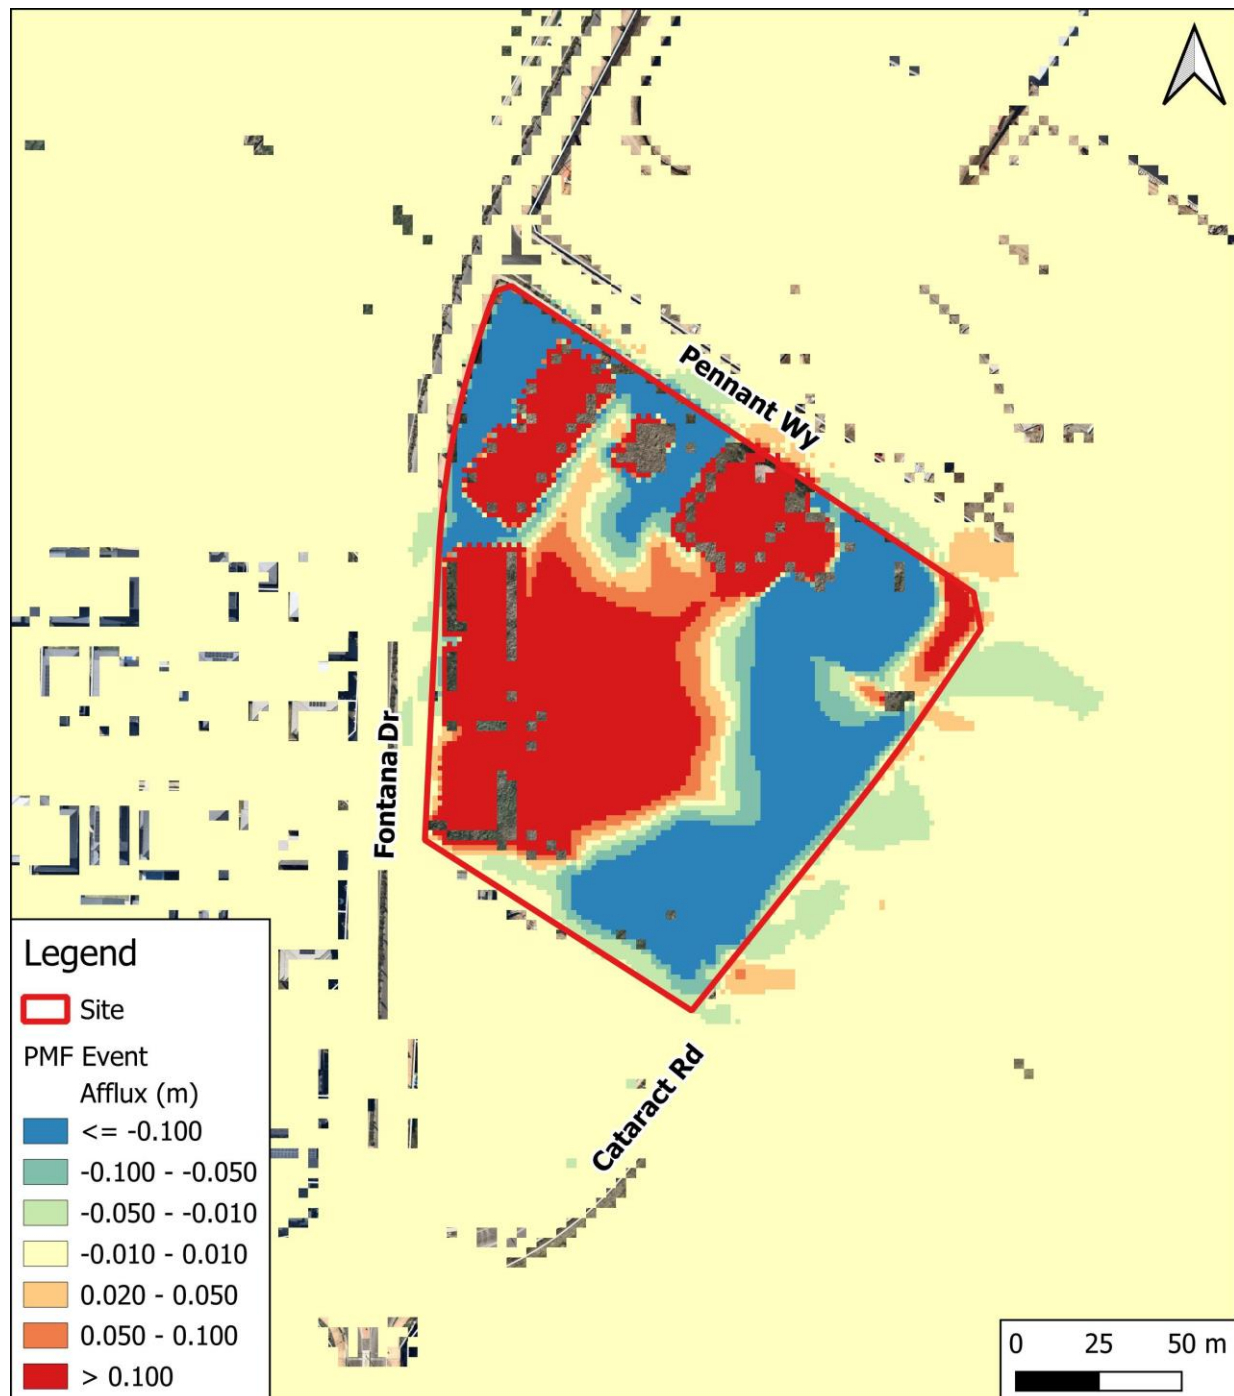 Pennant Wy
Fontana Dr
Cataract Rd
Legend
Site
PMF Event
Afflux (m)
<= -0.100
-0.100 - -0.050
-0.050 - -0.010
-0.010 - 0.010
0.020 - 0.050
0.050 - 0.100
> 0.100
0 25 50 m